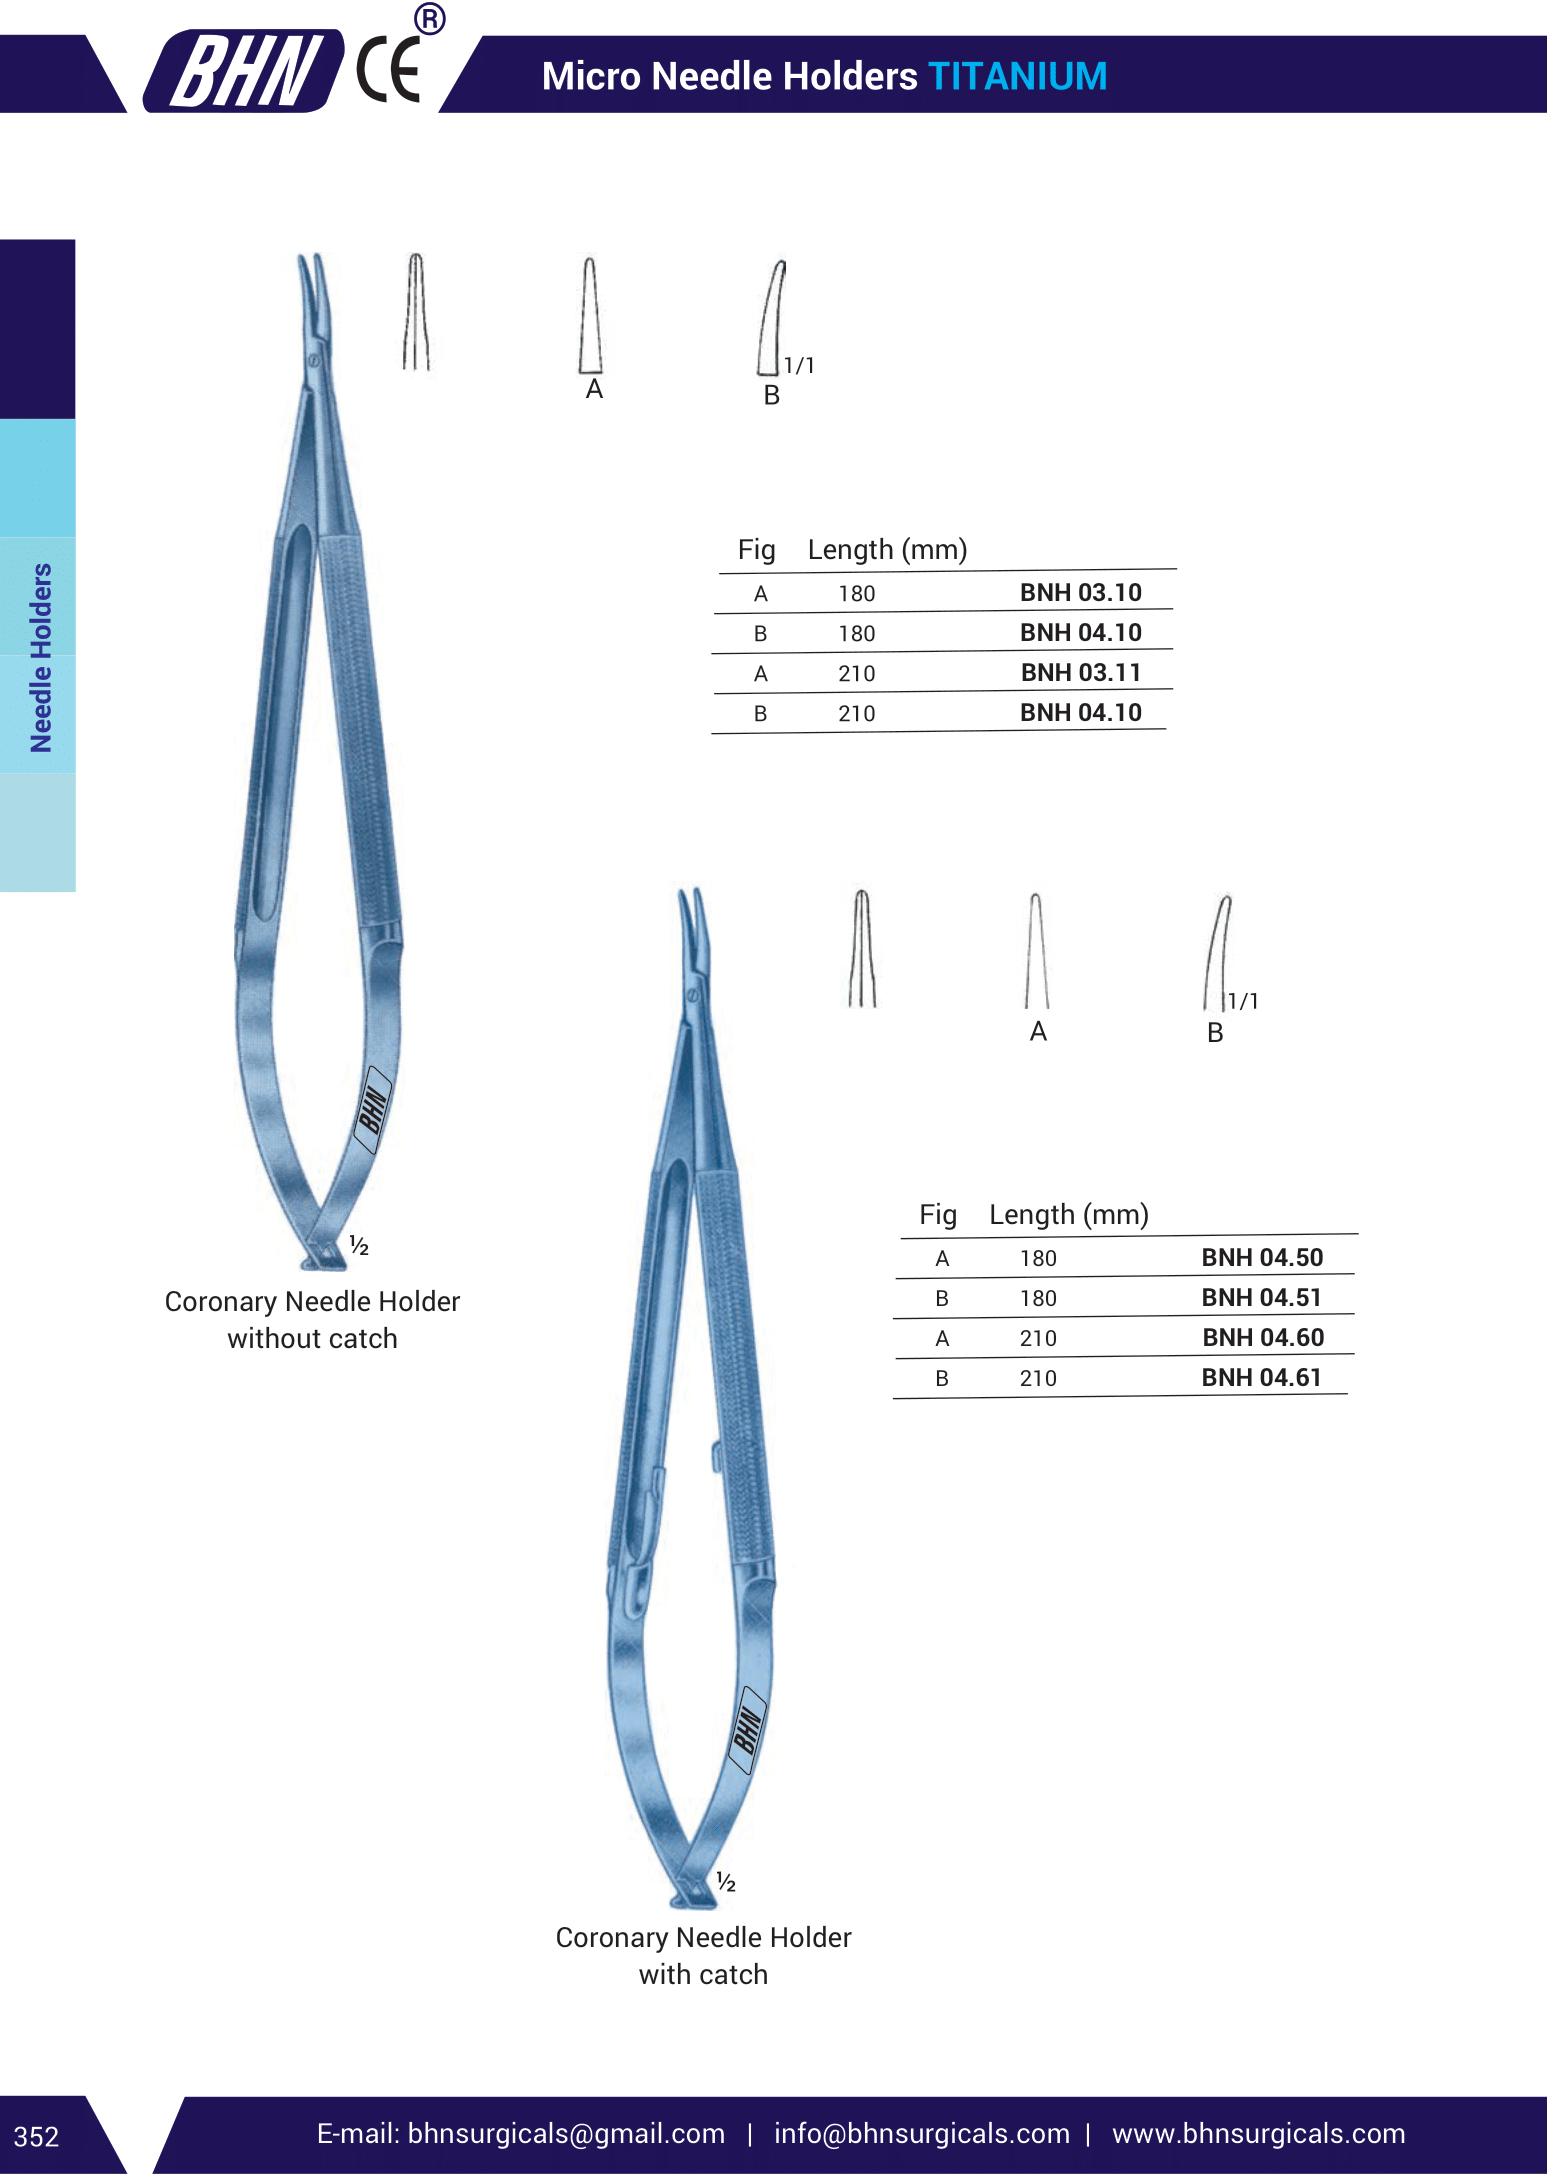 BHN CE ®
Micro Needle Holders TITANIUM
Needle Holders
A
B
1/1
Fig Length (mm)
A 180 BNH 03.10
B 180 BNH 04.10
A 210 BNH 03.11
B 210 BNH 04.10
BHN
½
Coronary Needle Holder
without catch
A
B
1/1
Fig Length (mm)
A 180 BNH 04.50
B 180 BNH 04.51
A 210 BNH 04.60
B 210 BNH 04.61
BHN
½
Coronary Needle Holder
with catch
352
E-mail: bhnsurgicals@gmail.com | info@bhnsurgicals.com | www.bhnsurgicals.com